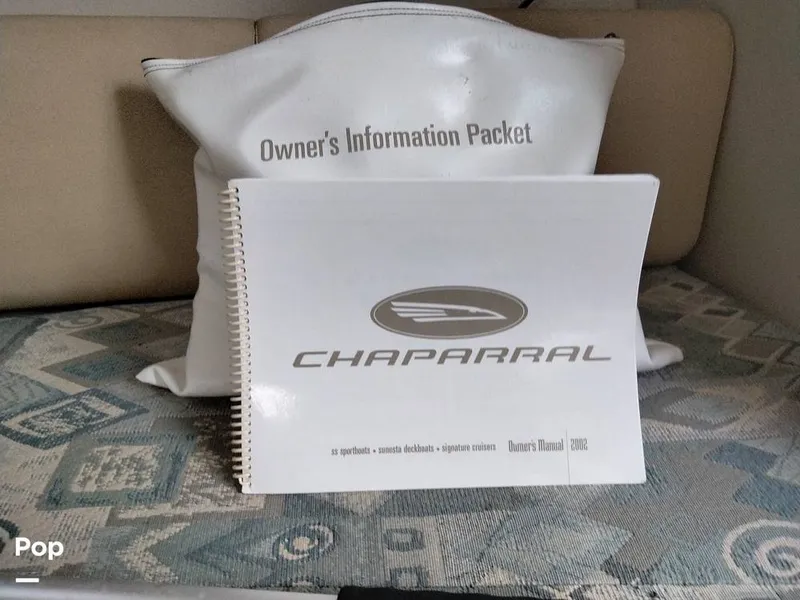 Owner's Information Packet
CHAPARRAL
ss sportboats • sunesta deckboats • signature cruisers Owner's Manual 2002
Pop